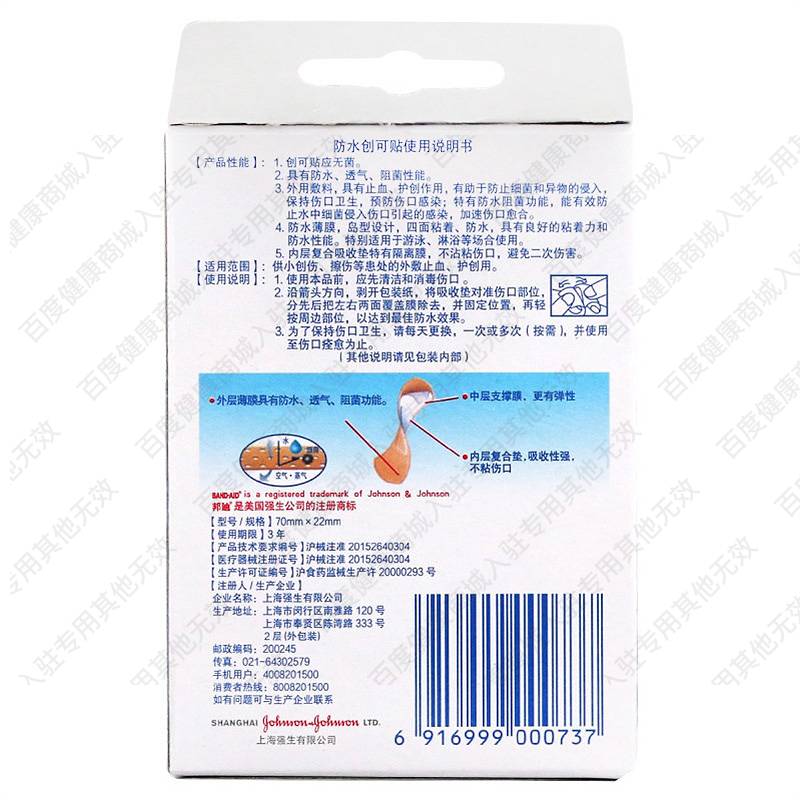 防水创可贴使用说明书
【产品性能】：1. 创可贴应无菌。
2. 具有防水、透气、阻菌性能。
3. 外用敷料，具有止血、护创作用，有助于防止细菌和异物的侵入，
保持伤口卫生，预防伤口感染；特有防水阻菌功能，能有效防
止水中细菌侵入伤口引起的感染，加速伤口愈合。
4. 防水薄膜，岛型设计，四面粘着、防水，具有良好的粘着力和
防水性能。特别适用于游泳、淋浴等场合使用。
5. 内层复合吸收垫特有隔离膜，不沾粘伤口，避免二次伤害。
【适用范围】：供小创伤、擦伤等患处的外敷止血、护创用。
【使用说明】：1. 使用本品前，应先清洁和消毒伤口。
2. 沿箭头方向，剥开包装纸，将吸收垫对准伤口部位，
分先后把左右两面覆盖膜除去，并固定位置，再轻
按周边部位，以达到最佳防水效果。
3. 为了保持伤口卫生，请每天更换，一次或多次（按需），并使用
至伤口痊愈为止。
（其他说明请见包装内部）
•外层薄膜具有防水、透气、阻菌功能。
•中层支撑膜，更有弹性
•内层复合垫，吸收性强，
不粘伤口
水
细菌
空气·蒸气
BAND-AID® is a registered trademark of Johnson & Johnson
邦迪®是美国强生公司的注册商标
【型号/规格】70mm×22mm
【使用期限】3年
【产品技术要求编号】沪械注准 20152640304
【医疗器械注册证号】沪械注准 20152640304
【生产许可证编号】沪食药监械生产许 20000293 号
【注册人/生产企业】
企业名称：上海强生有限公司
生产地址：上海市闵行区南雅路 120 号
上海市奉贤区陈湾路 333 号
2 层(外包装)
邮政编码：200245
传真：021-64302579
手机用户：4008201500
消费者热线：8008201500
如有问题可与生产企业联系
SHANGHAI Johnson & Johnson LTD.
上海强生有限公司
6 916999 000737
百度健康商城入驻专用其他无效